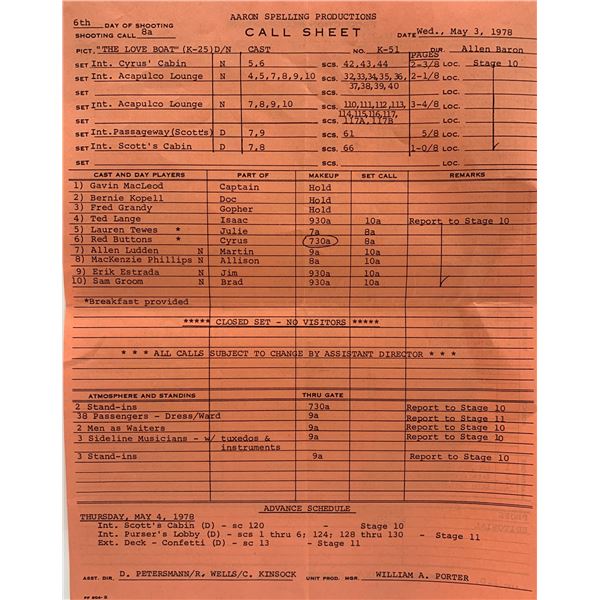 AARON SPELLING PRODUCTIONS
6th DAY OF SHOOTING
SHOOTING CALL 8a
CALL SHEET
DATE Wed., May 3, 1978
PICT. "THE LOVE BOAT" (K-25) D/N CAST NO. K-51 PAGES DIR. Allen Baron
SET Int. Cyrus' Cabin N 5,6 SCS. 42,43,44 2-3/8 LOC. Stage 10
SET Int. Acapulco Lounge N 4,5,7,8,9,10 SCS. 32,33,34,35,36, 2-1/8 LOC.
SET SCS. 37,38,39,40 LOC.
SET Int. Acapulco Lounge N 7,8,9,10 SCS. 110,111,112,113, 3-4/8 LOC.
114,115,116,117,
SET SCS. 117A,117B LOC.
SET Int.Passageway(Scott's) D 7,9 SCS. 61 5/8 LOC.
SET Int. Scott's Cabin D 7,8 SCS. 66 1-0/8 LOC.
SET SCS. LOC.
CAST AND DAY PLAYERS PART OF MAKEUP SET CALL REMARKS
1) Gavin MacLeod Captain Hold
2) Bernie Kopell Doc Hold
3) Fred Grandy Gopher Hold
4) Ted Lange Isaac 930a 10a Report to Stage 10
5) Lauren Tewes * Julie 7a 8a
6) Red Buttons * Cyrus 730a 8a
7) Allen Ludden N Martin 9a 10a
8) MacKenzie Phillips N Allison 8a 10a
9) Erik Estrada N Jim 930a 10a
10) Sam Groom N Brad 930a 10a
*Breakfast provided
***** CLOSED SET - NO VISITORS *****
* * * ALL CALLS SUBJECT TO CHANGE BY ASSISTANT DIRECTOR * * *
ATMOSPHERE AND STANDINS THRU GATE
2 Stand-ins 730a Report to Stage 10
38 Passengers - Dress/Ward 9a Report to Stage 11
2 Men as Waiters 9a Report to Stage 10
3 Sideline Musicians - w/ tuxedos & 9a Report to Stage 10
instruments
3 Stand-ins 9a Report to Stage 10
ADVANCE SCHEDULE
THURSDAY, MAY 4, 1978
Int. Scott's Cabin (D) - sc 120 - Stage 10
Int. Purser's Lobby (D) - scs 1 thru 6; 124; 128 thru 130 - Stage 11
Ext. Deck - Confetti (D) - sc 13 - Stage 11
ASST. DIR. D. PETERSMANN/R, WELLS/C. KINSOCK UNIT PROD. MGR. WILLIAM A. PORTER
FF 804-2